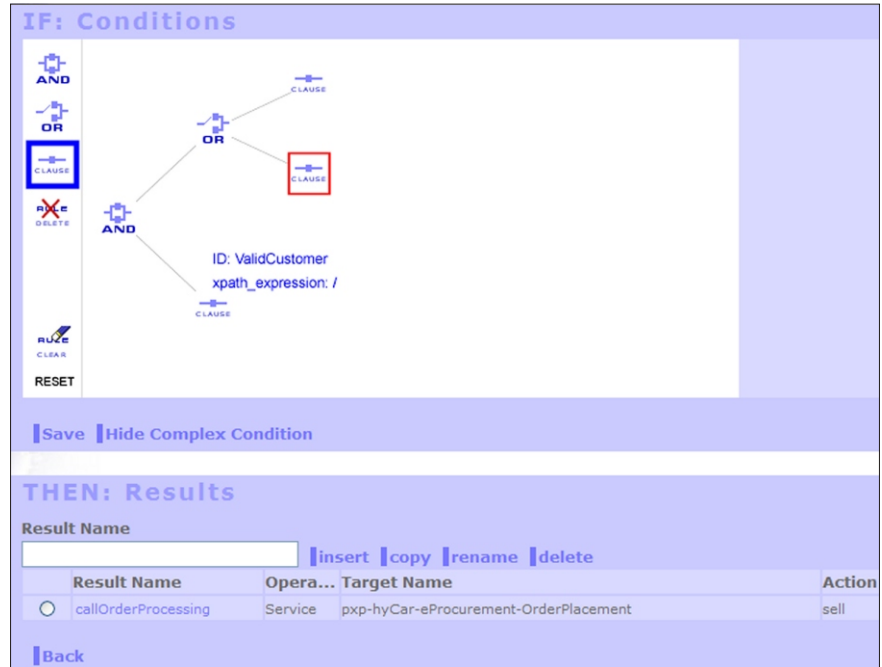 IF: Conditions
AND
OR
CLAUSE
RULE
DELETE
RULE
CLEAR
RESET
CLAUSE
OR
CLAUSE
AND
ID: ValidCustomer
xpath_expression: /
CLAUSE
Save Hide Complex Condition
THEN: Results
Result Name
insert copy rename delete
Result Name Opera... Target Name Action
callOrderProcessing Service pxp-hyCar-eProcurement-OrderPlacement sell
Back